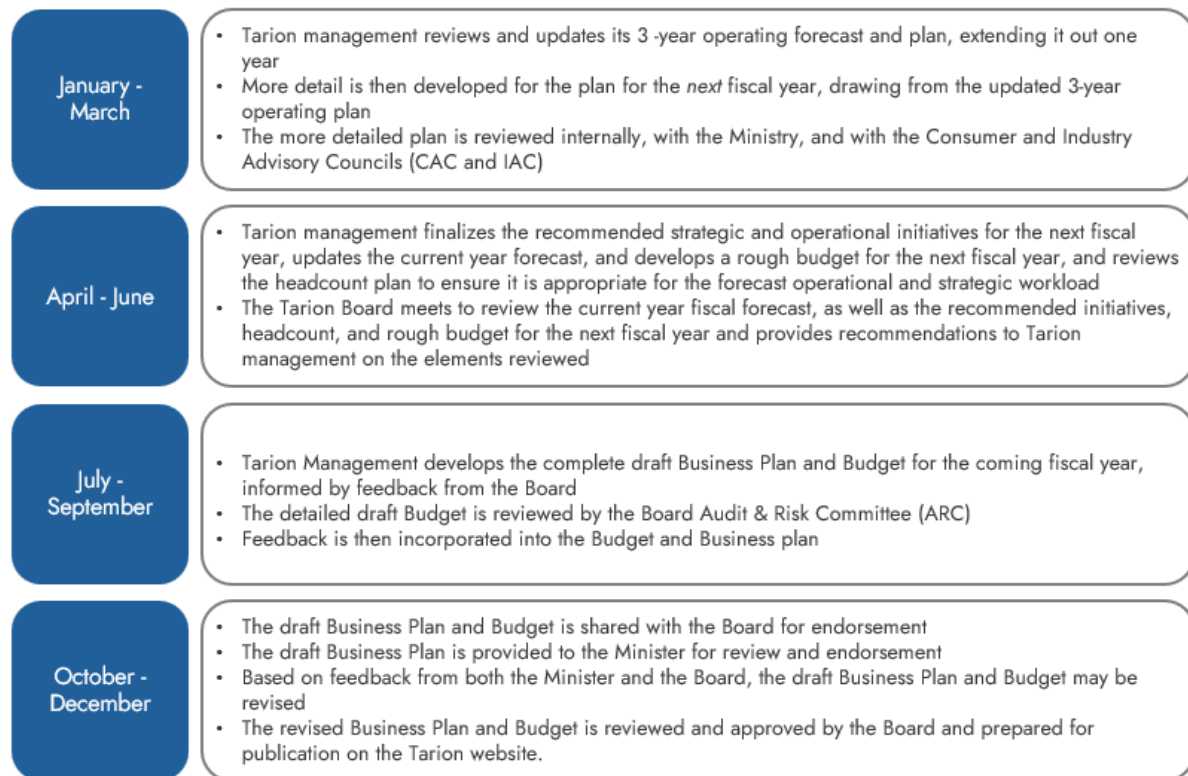 January -
March
• Tarion management reviews and updates its 3 -year operating forecast and plan, extending it out one
year
• More detail is then developed for the plan for the next fiscal year, drawing from the updated 3-year
operating plan
• The more detailed plan is reviewed internally, with the Ministry, and with the Consumer and Industry
Advisory Councils (CAC and IAC)
April - June
• Tarion management finalizes the recommended strategic and operational initiatives for the next fiscal
year, updates the current year forecast, and develops a rough budget for the next fiscal year, and reviews
the headcount plan to ensure it is appropriate for the forecast operational and strategic workload
• The Tarion Board meets to review the current year fiscal forecast, as well as the recommended initiatives,
headcount, and rough budget for the next fiscal year and provides recommendations to Tarion
management on the elements reviewed
July -
September
• Tarion Management develops the complete draft Business Plan and Budget for the coming fiscal year,
informed by feedback from the Board
• The detailed draft Budget is reviewed by the Board Audit & Risk Committee (ARC)
• Feedback is then incorporated into the Budget and Business plan
October -
December
• The draft Business Plan and Budget is shared with the Board for endorsement
• The draft Business Plan is provided to the Minister for review and endorsement
• Based on feedback from both the Minister and the Board, the draft Business Plan and Budget may be
revised
• The revised Business Plan and Budget is reviewed and approved by the Board and prepared for
publication on the Tarion website.